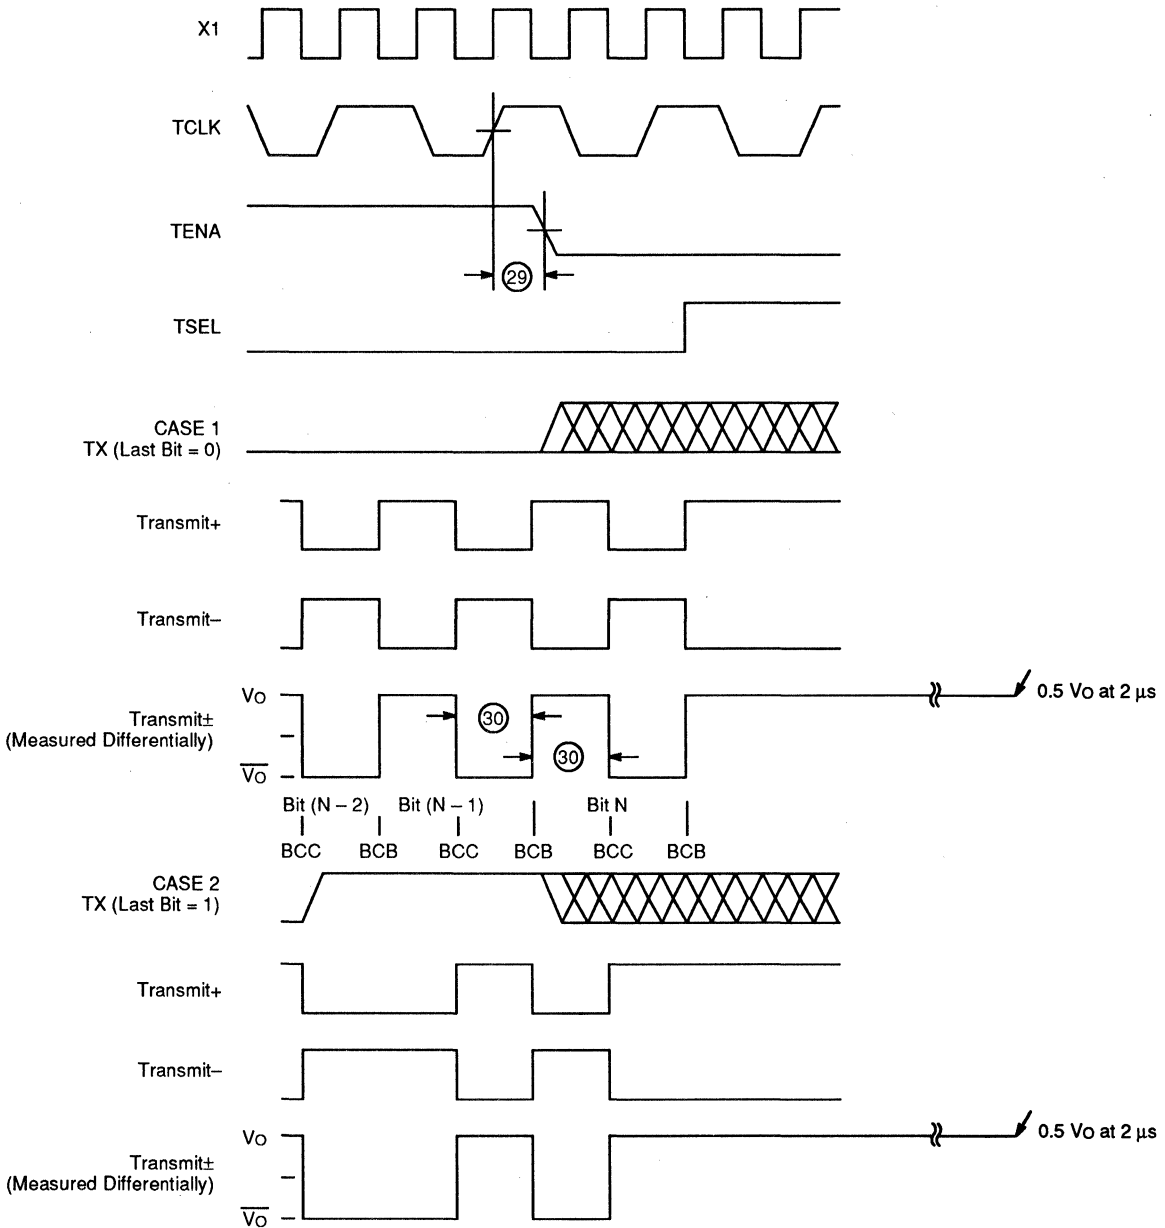 X1
TCLK
TENA
29
TSEL
CASE 1
TX (Last Bit = 0)
Transmit+
Transmit–
VO
0.5 VO at 2 µs
Transmit±
(Measured Differentially)
30
30
VO
Bit (N – 2) Bit (N – 1) Bit N
BCC BCB BCC BCB BCC BCB
CASE 2
TX (Last Bit = 1)
Transmit+
Transmit–
VO
0.5 VO at 2 µs
Transmit±
(Measured Differentially)
VO